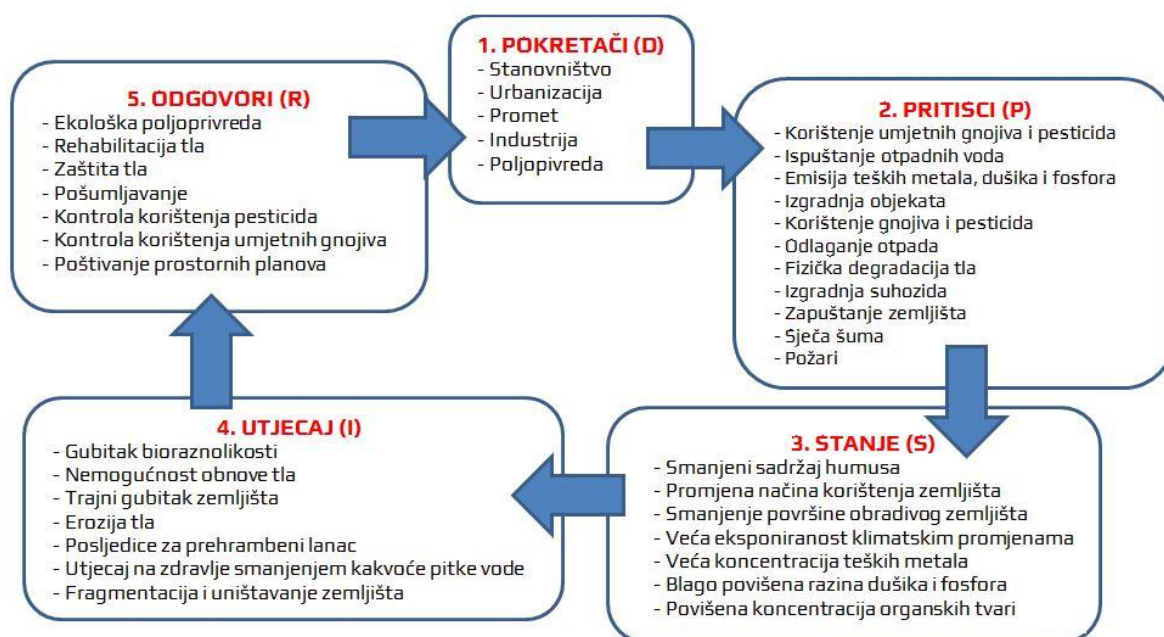 1. POKRETAČI (D)
- Stanovništvo
- Urbanizacija
- Promet
- Industrija
- Poljopivreda
2. PRITISCI (P)
- Korištenje umjetnih gnojiva i pesticida
- Ispuštanje otpadnih voda
- Emisija teških metala, dušika i fosfora
- Izgradnja objekata
- Korištenje gnojiva i pesticida
- Odlaganje otpada
- Fizička degradacija tla
- Izgradnja suhozida
- Zapuštanje zemljišta
- Sječa šuma
- Požari
3. STANJE (S)
- Smanjeni sadržaj humusa
- Promjena načina korištenja zemljišta
- Smanjenje površine obradivog zemljišta
- Veća eksponiranost klimatskim promjenama
- Veća koncentracija teških metala
- Blago povišena razina dušika i fosfora
- Povišena koncentracija organskih tvari
4. UTJECAJ (I)
- Gubitak bioraznolikosti
- Nemogućnost obnove tla
- Trajni gubitak zemljišta
- Erozija tla
- Posljedice za prehrambeni lanac
- Utjecaj na zdravlje smanjenjem kakvoće pitke vode
- Fragmentacija i uništavanje zemljišta
5. ODGOVORI (R)
- Ekološka poljoprivreda
- Rehabilitacija tla
- Zaštita tla
- Pošumljavanje
- Kontrola korištenja pesticida
- Kontrola korištenja umjetnih gnojiva
- Poštivanje prostornih planova